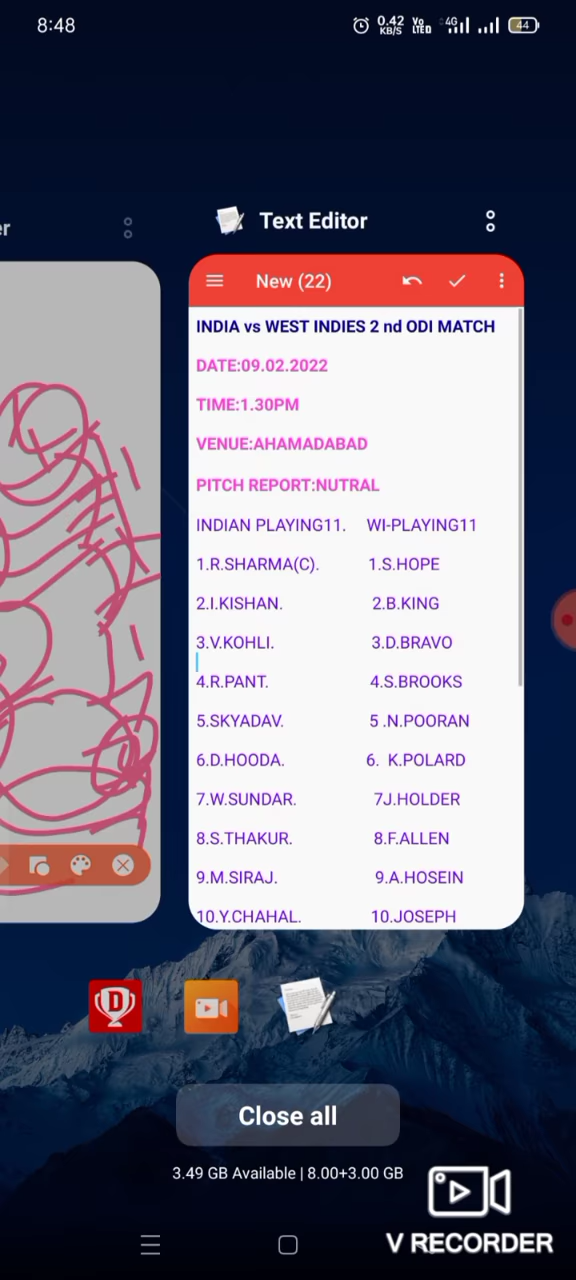 8:48 0.42 KB/S Vo LTED 4G 44
r Text Editor
New (22)
INDIA vs WEST INDIES 2 nd ODI MATCH
DATE:09.02.2022
TIME:1.30PM
VENUE:AHAMADABAD
PITCH REPORT:NUTRAL
INDIAN PLAYING11. WI-PLAYING11
1.R.SHARMA(C). 1.S.HOPE
2.I.KISHAN. 2.B.KING
3.V.KOHLI. 3.D.BRAVO
4.R.PANT. 4.S.BROOKS
5.SKYADAV. 5 .N.POORAN
6.D.HOODA. 6. K.POLARD
7.W.SUNDAR. 7J.HOLDER
8.S.THAKUR. 8.F.ALLEN
9.M.SIRAJ. 9.A.HOSEIN
10.Y.CHAHAL. 10.JOSEPH
D
Close all
3.49 GB Available | 8.00+3.00 GB
V RECORDER